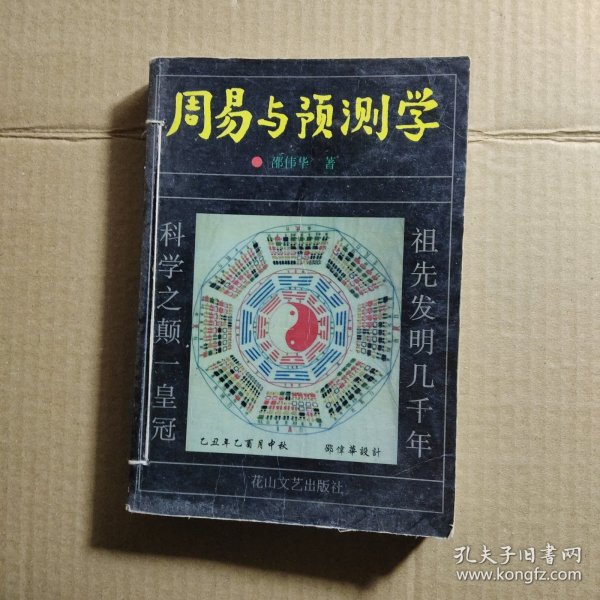 周易与预测学
邵伟华 著
祖先发明几千年
科学之颠一皇冠
乙丑年乙酉月中秋
邵偉華設計
花山文艺出版社
孔夫子旧书网
www.kongfz.com